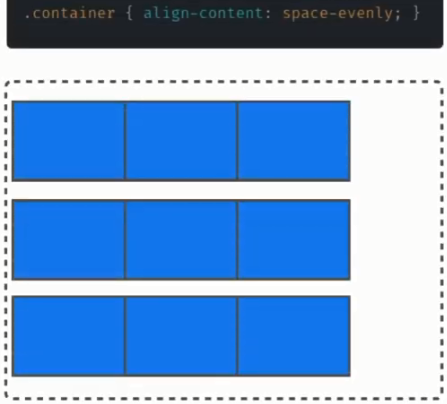 .container { align-content: space-evenly; }